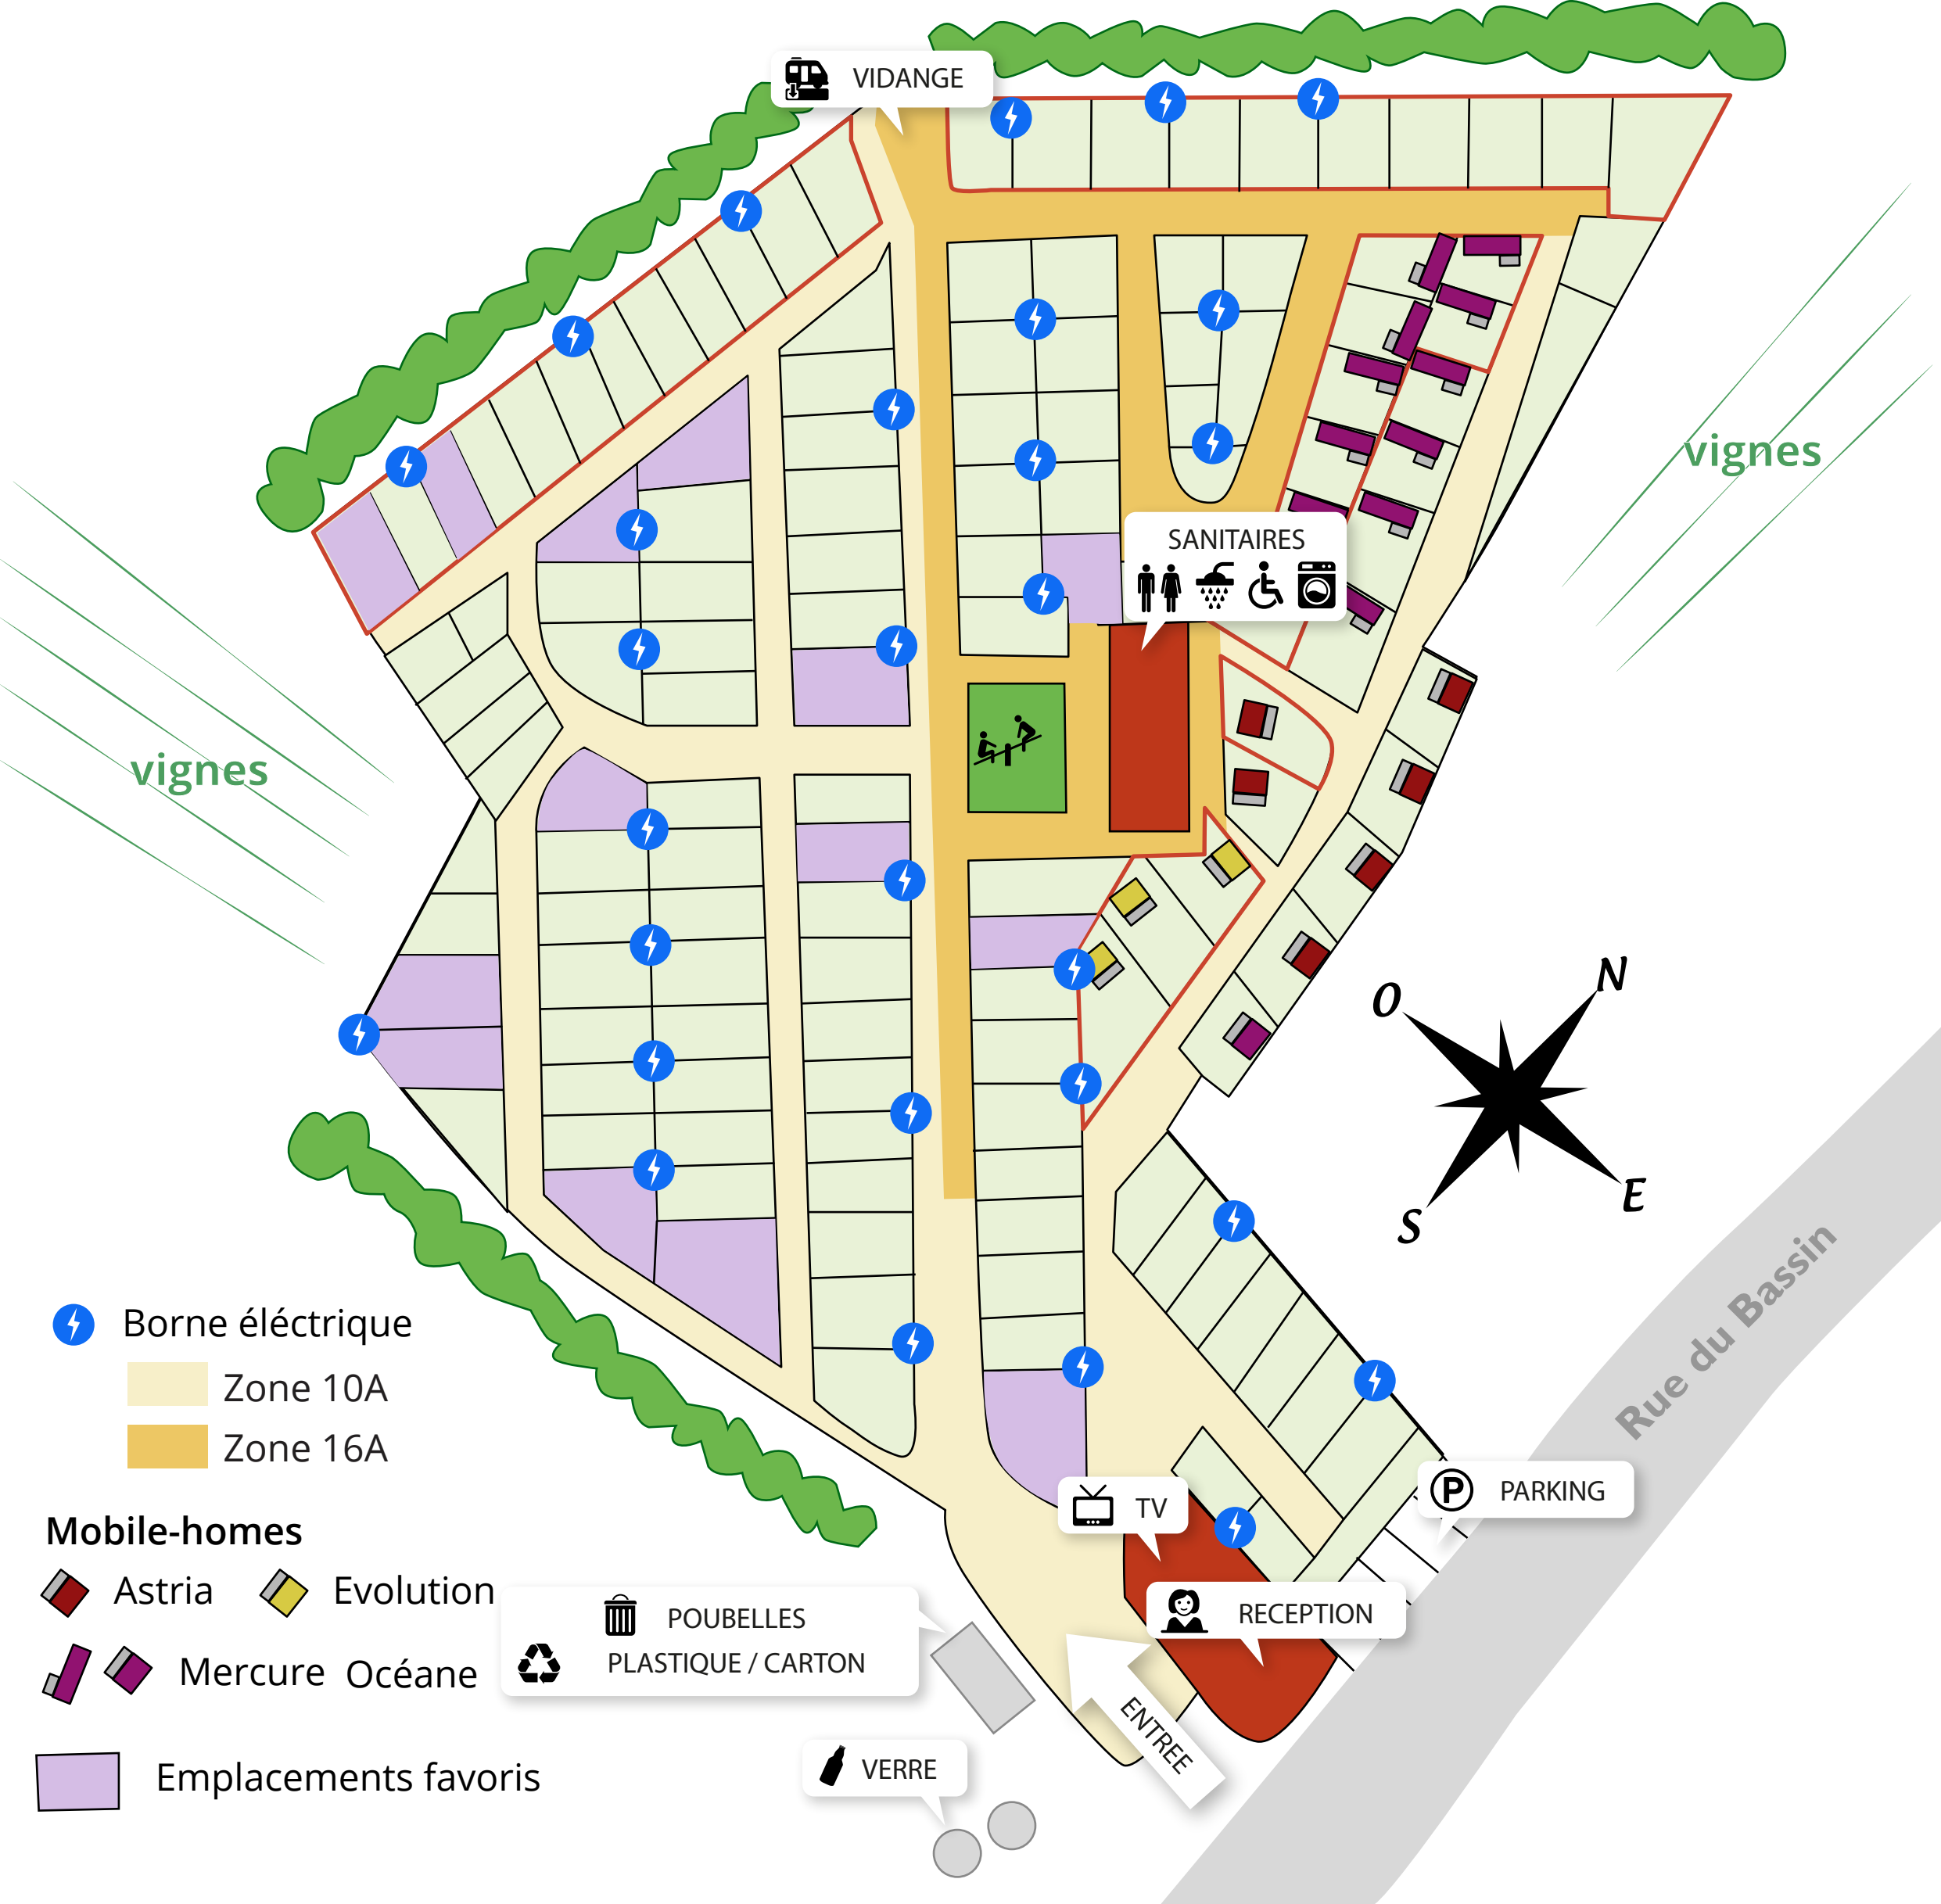 VIDANGE
vignes
SANITAIRES
vignes
N
O
E
S
Rue du Bassin
Borne éléctrique
Zone 10A
Zone 16A
Mobile-homes
Astria
Evolution
Mercure
Océane
Emplacements favoris
TV
P PARKING
RECEPTION
POUBELLES
PLASTIQUE / CARTON
ENTREE
VERRE